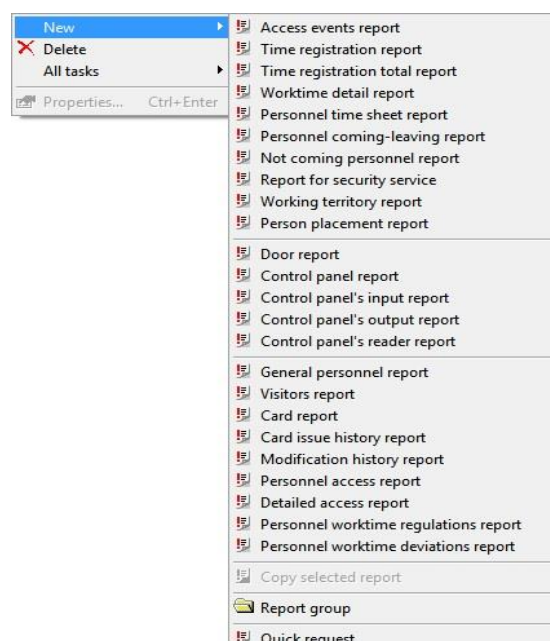 New
Delete
All tasks
Properties... Ctrl+Enter
Access events report
Time registration report
Time registration total report
Worktime detail report
Personnel time sheet report
Personnel coming-leaving report
Not coming personnel report
Report for security service
Working territory report
Person placement report
Door report
Control panel report
Control panel's input report
Control panel's output report
Control panel's reader report
General personnel report
Visitors report
Card report
Card issue history report
Modification history report
Personnel access report
Detailed access report
Personnel worktime regulations report
Personnel worktime deviations report
Copy selected report
Report group
Quick request